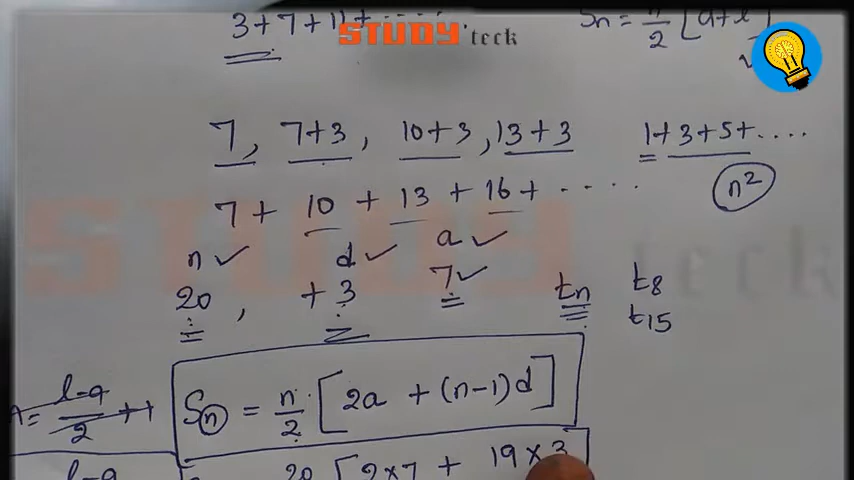 3+7+11+.....
Sn = n/2 [a+l]
STUDY teck
7, 7+3, 10+3, 13+3
1+3+5+....
7 + 10 + 13 + 16 + .....
n²
n ✓ d ✓ a ✓
20, +3 7 ✓
tn t8
t15
l-a/2 + 1
Sn = n/2 [2a + (n-1)d]
l-a
20 [2×7 + 19×3
STUDY teck